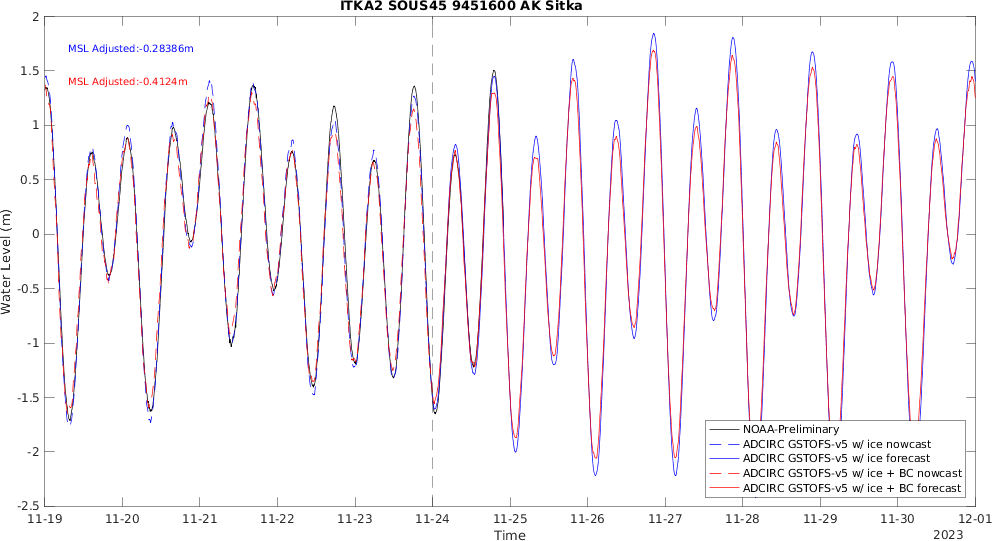 ITKA2 SOUS45 9451600 AK Sitka
MSL Adjusted:-0.28386m
MSL Adjusted:-0.4124m
Water Level (m)
2
1.5
1
0.5
0
-0.5
-1
-1.5
-2
-2.5
NOAA-Preliminary
ADCIRC GSTOFS-v5 w/ ice nowcast
ADCIRC GSTOFS-v5 w/ ice forecast
ADCIRC GSTOFS-v5 w/ ice + BC nowcast
ADCIRC GSTOFS-v5 w/ ice + BC forecast
11-19 11-20 11-21 11-22 11-23 11-24 11-25 11-26 11-27 11-28 11-29 11-30 12-01
Time
2023